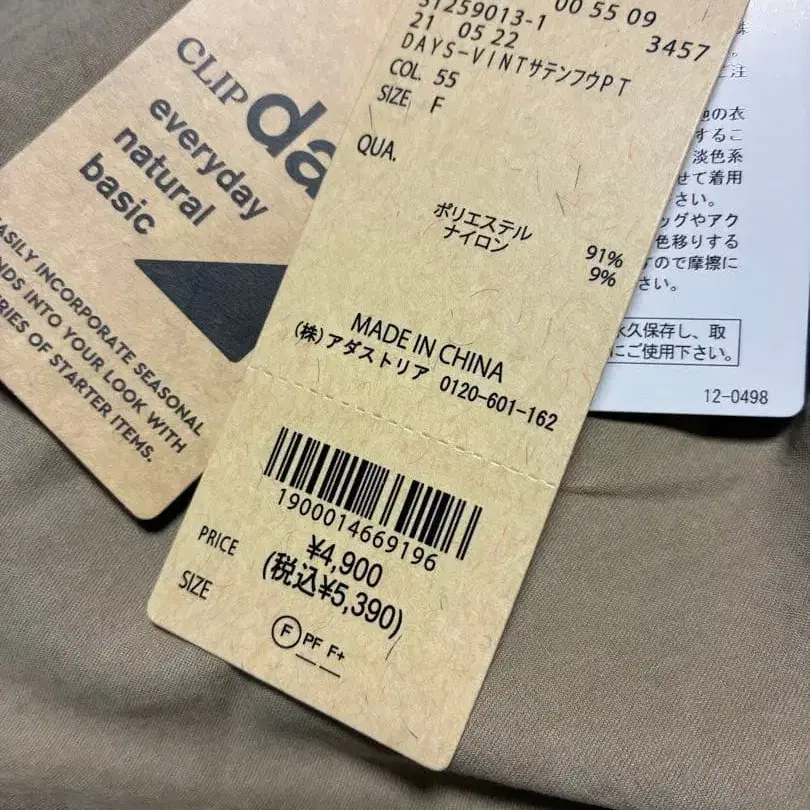 CLIP da
everyday
natural
basic
EASILY INCORPORATE SEASONAL
INTO YOUR LOOK WITH
OF STARTER ITEMS.
00 55 09
259013-1
21 05 22
3457
DAYS-VINTサテンフウPT
COL. 55
SIZE F
QUA.
ポリエステル 91%
ナイロン 9%
MADE IN CHINA
(株)アダストリア 0120-601-162
1900014669196
PRICE ¥4,900
(税込¥5,390)
SIZE
F PF F+
の衣
するこ
淡色系
せて着用
さい。
ッグやアク
色移りする
ので摩擦に
さい。
永久保存し、取
にご使用下さい。
12-0498